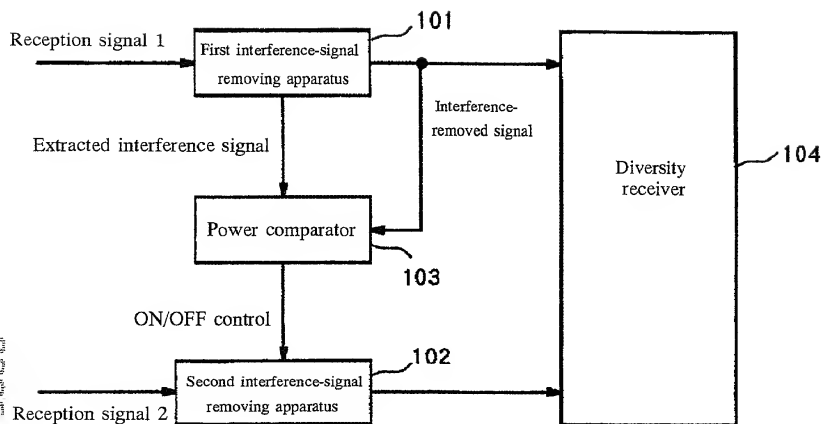 101
Reception signal 1
First interference-signal
removing apparatus
Interference-
removed signal
Extracted interference signal
Diversity
receiver
104
Power comparator
103
ON/OFF control
102
Second interference-signal
removing apparatus
Reception signal 2